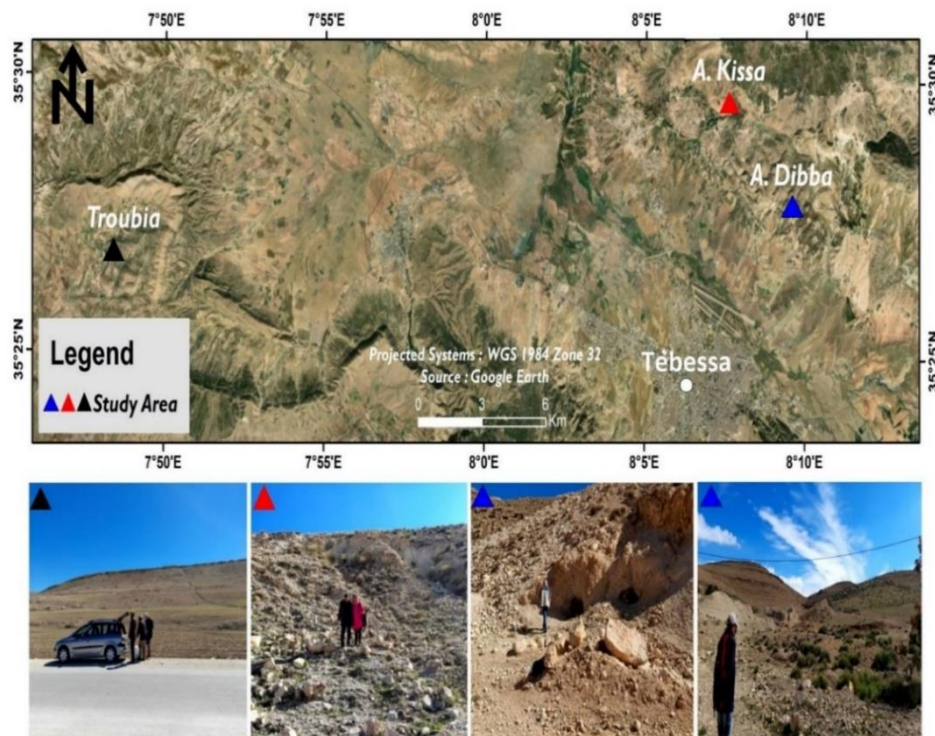 7°50'E 7°55'E 8°0'E 8°5'E 8°10'E
35°30'N
35°30'N
N
A. Kissa
A. Dibba
Troubia
35°25'N
35°25'N
Legend
Study Area
Projected Systems : WGS 1984 Zone 32
Source : Google Earth
0 3 6
Km
Tébessa
7°50'E 7°55'E 8°0'E 8°5'E 8°10'E